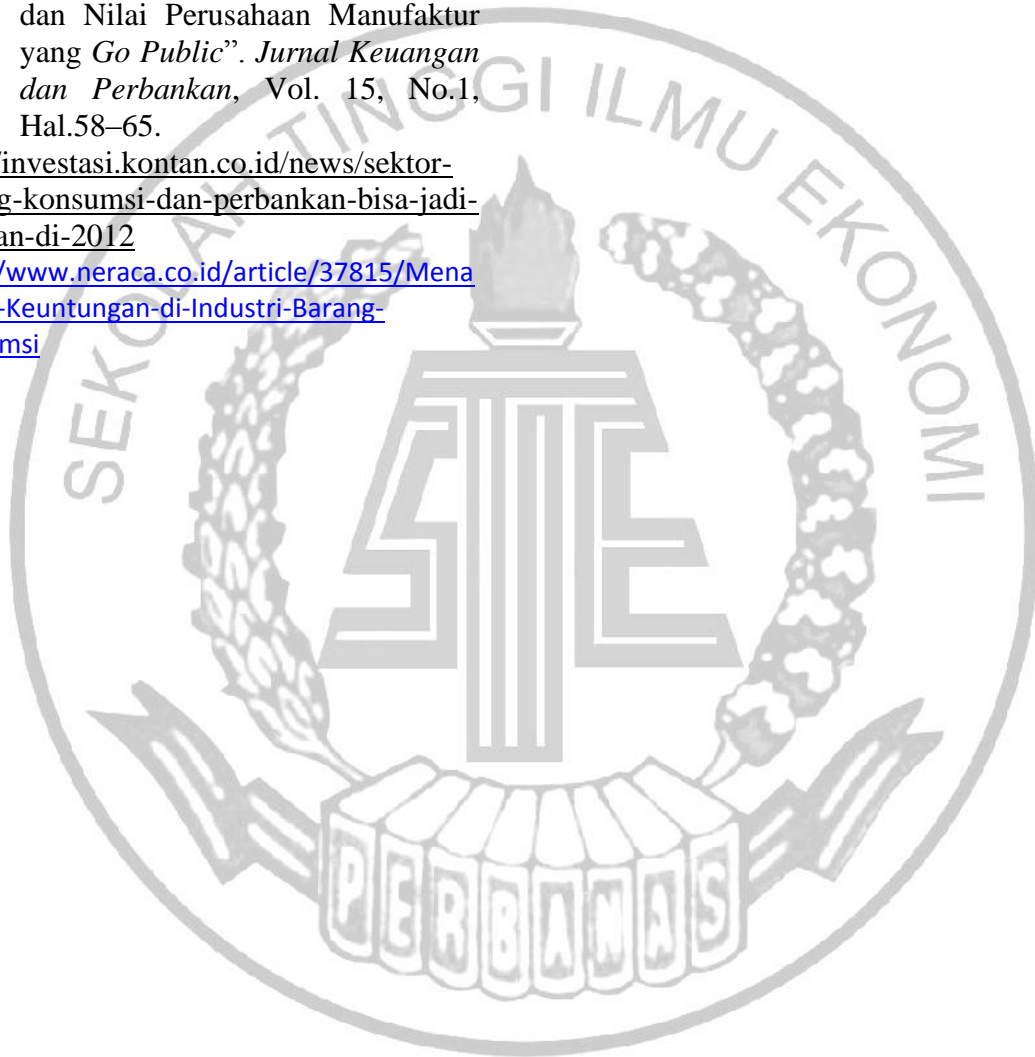 dan Nilai Perusahaan Manufaktur
yang Go Public”. Jurnal Keuangan
dan Perbankan, Vol. 15, No.1,
Hal.58–65.
/investasi.kontan.co.id/news/sektor-
g-konsumsi-dan-perbankan-bisa-jadi-
an-di-2012
/www.neraca.co.id/article/37815/Mena
-Keuntungan-di-Industri-Barang-
msi
SEKOLAH TINGGI ILMU EKONOMI
STIE
PERBANAS